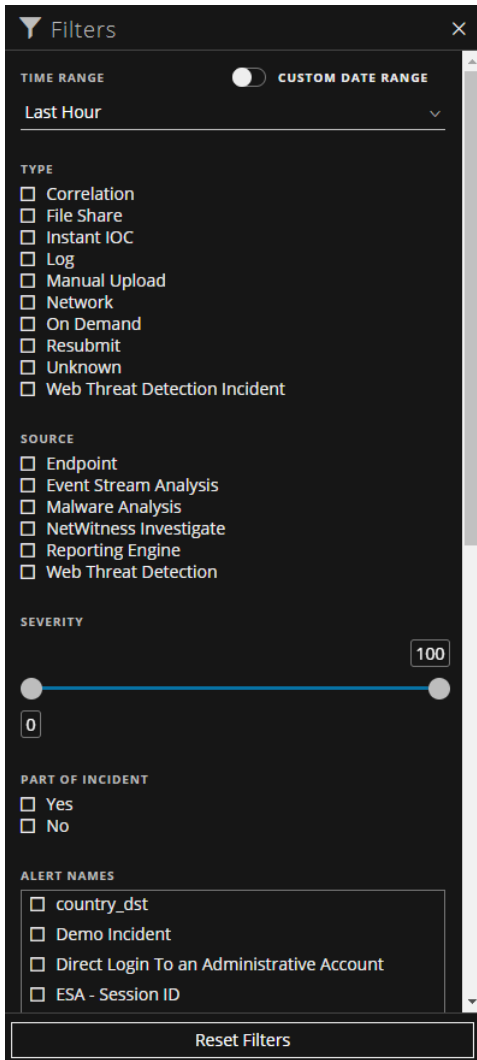 Filters
TIME RANGE CUSTOM DATE RANGE
Last Hour
TYPE
Correlation
File Share
Instant IOC
Log
Manual Upload
Network
On Demand
Resubmit
Unknown
Web Threat Detection Incident
SOURCE
Endpoint
Event Stream Analysis
Malware Analysis
NetWitness Investigate
Reporting Engine
Web Threat Detection
SEVERITY
100
0
PART OF INCIDENT
Yes
No
ALERT NAMES
country_dst
Demo Incident
Direct Login To an Administrative Account
ESA - Session ID
Reset Filters